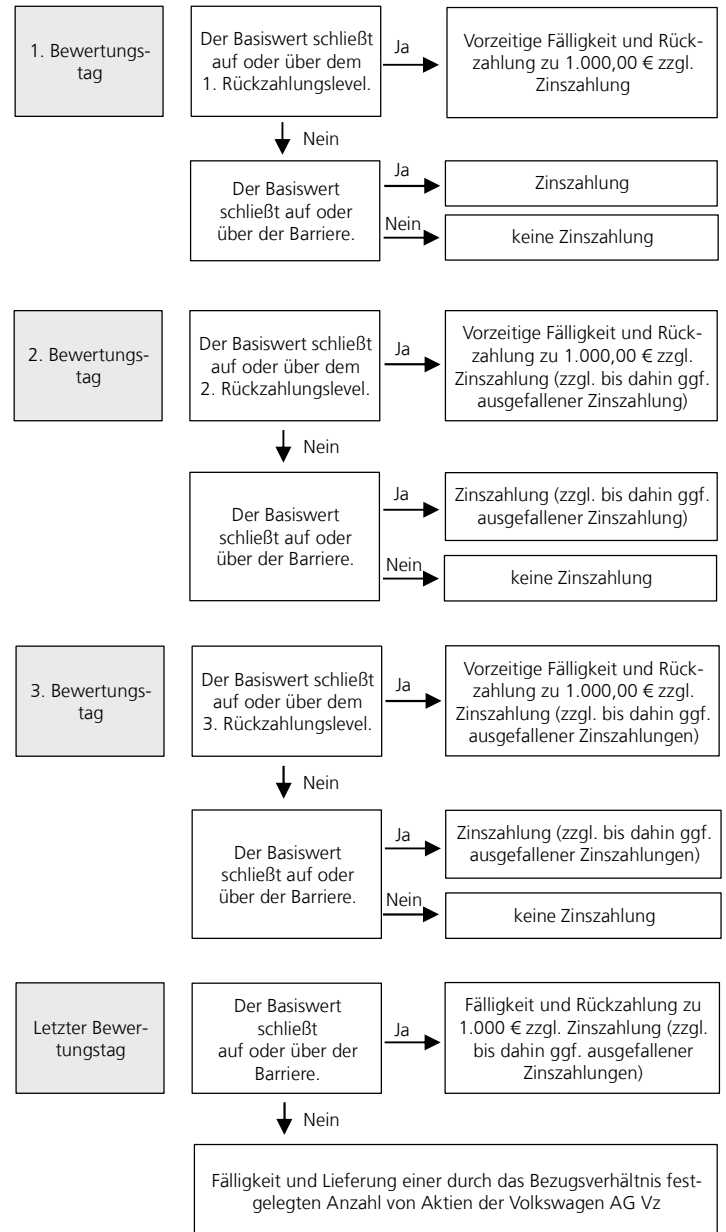 1. Bewertungs-
tag
Der Basiswert schließt
auf oder über dem
1. Rückzahlungslevel.
Ja
Vorzeitige Fälligkeit und Rück-
zahlung zu 1.000,00 € zzgl.
Zinszahlung
Nein
Der Basiswert
schließt auf oder
über der Barriere.
Ja
Zinszahlung
Nein
keine Zinszahlung
2. Bewertungs-
tag
Der Basiswert schließt
auf oder über dem
2. Rückzahlungslevel.
Ja
Vorzeitige Fälligkeit und Rück-
zahlung zu 1.000,00 € zzgl.
Zinszahlung (zzgl. bis dahin ggf.
ausgefallener Zinszahlung)
Nein
Der Basiswert
schließt auf oder
über der Barriere.
Ja
Zinszahlung (zzgl. bis dahin ggf.
ausgefallener Zinszahlung)
Nein
keine Zinszahlung
3. Bewertungs-
tag
Der Basiswert schließt
auf oder über dem
3. Rückzahlungslevel.
Ja
Vorzeitige Fälligkeit und Rück-
zahlung zu 1.000,00 € zzgl.
Zinszahlung (zzgl. bis dahin ggf.
ausgefallener Zinszahlungen)
Nein
Der Basiswert
schließt auf oder
über der Barriere.
Ja
Zinszahlung (zzgl. bis dahin ggf.
ausgefallener Zinszahlungen)
Nein
keine Zinszahlung
Letzter Bewer-
tungstag
Der Basiswert
schließt
auf oder über der
Barriere.
Ja
Fälligkeit und Rückzahlung zu
1.000 € zzgl. Zinszahlung (zzgl.
bis dahin ggf. ausgefallener
Zinszahlungen)
Nein
Fälligkeit und Lieferung einer durch das Bezugsverhältnis fest-
gelegten Anzahl von Aktien der Volkswagen AG Vz